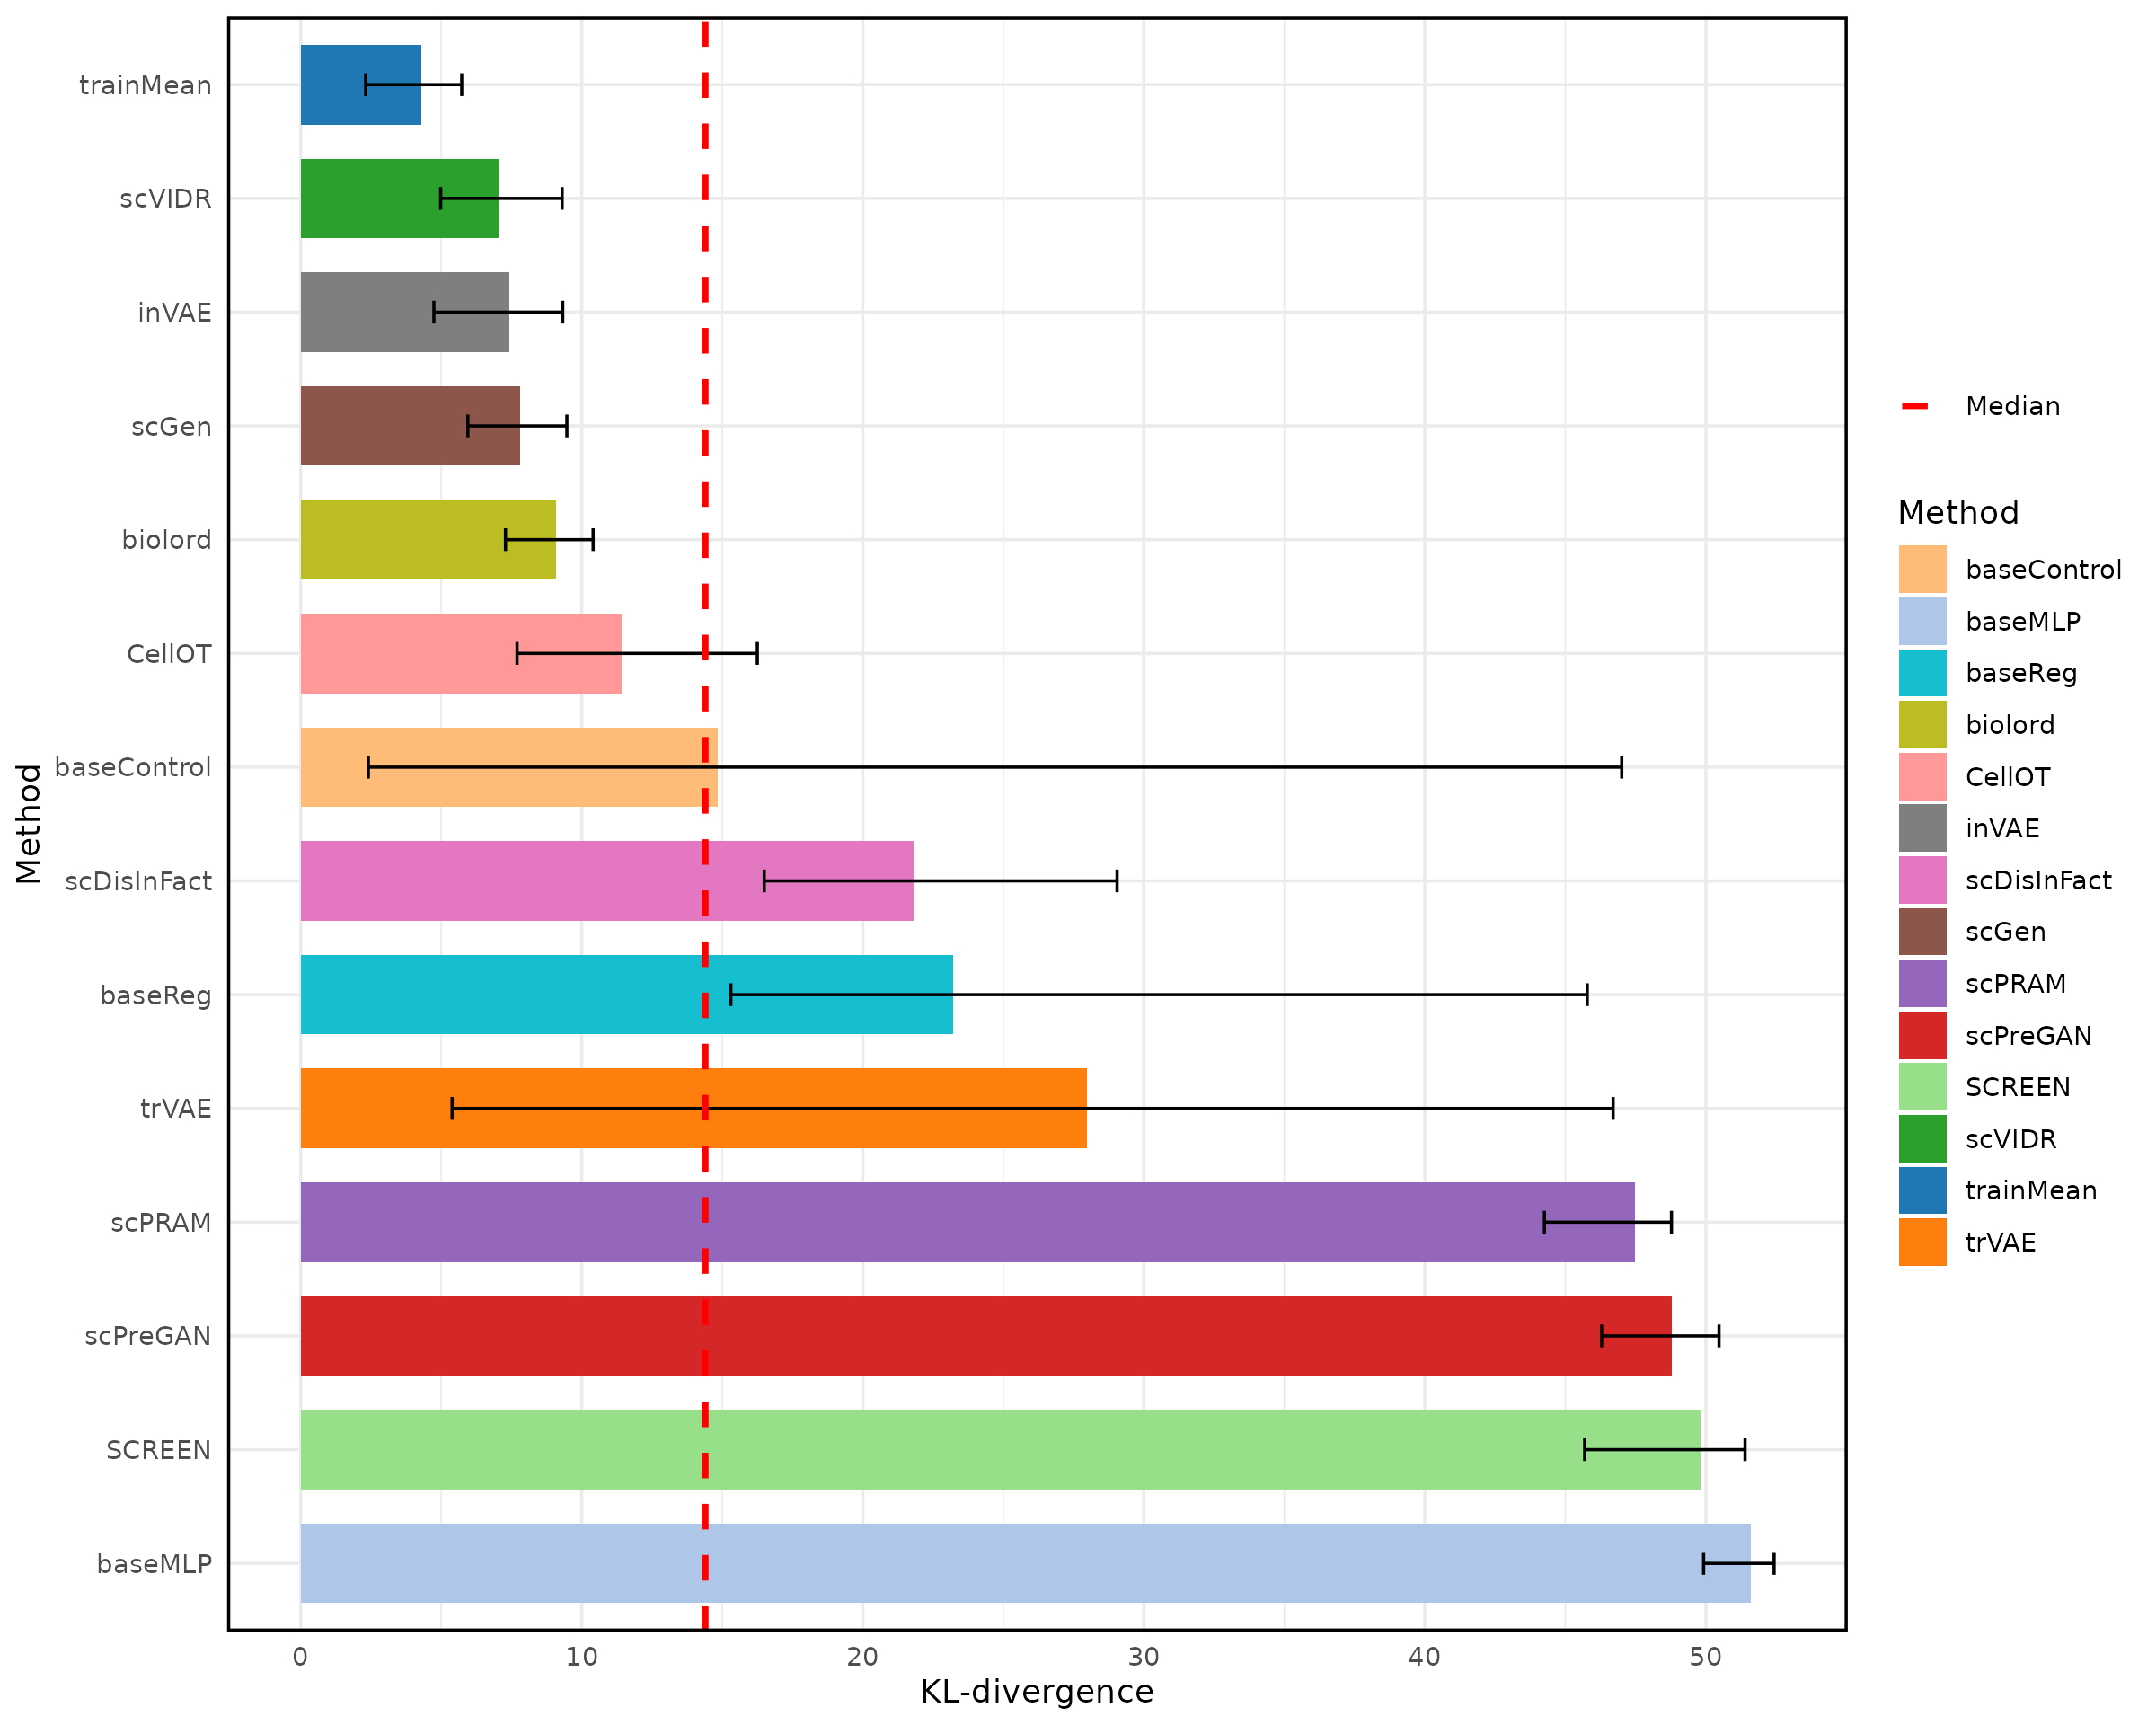 Method
trainMean
scVIDR
inVAE
scGen
biolord
CellOT
baseControl
scDisInFact
baseReg
trVAE
scPRAM
scPreGAN
SCREEN
baseMLP
0 10 20 30 40 50
KL-divergence
Median
Method
baseControl
baseMLP
baseReg
biolord
CellOT
inVAE
scDisInFact
scGen
scPRAM
scPreGAN
SCREEN
scVIDR
trainMean
trVAE